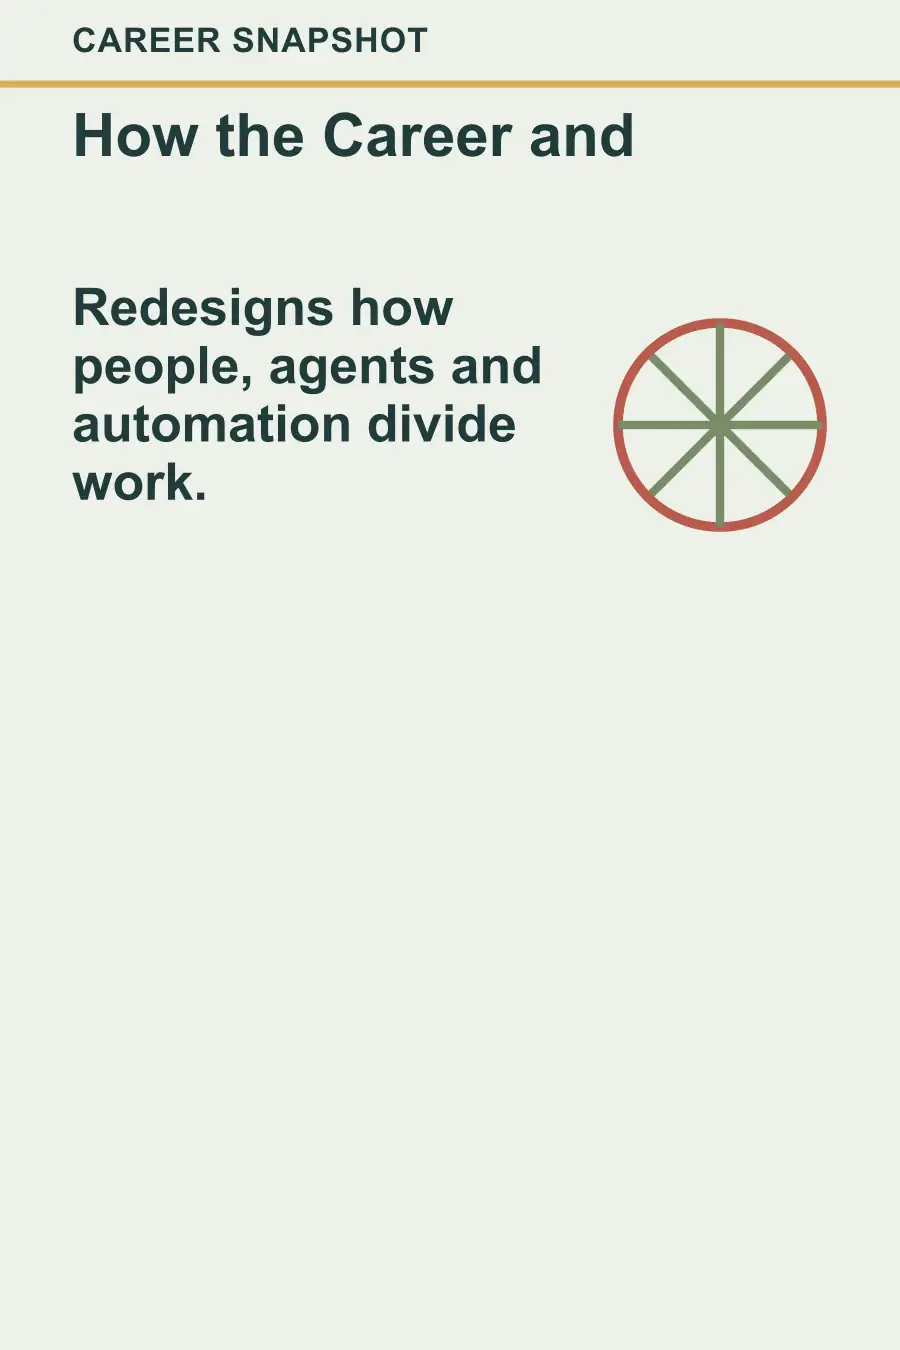 CAREER SNAPSHOT
How the Career and
Redesigns how
people, agents and
automation divide
work.